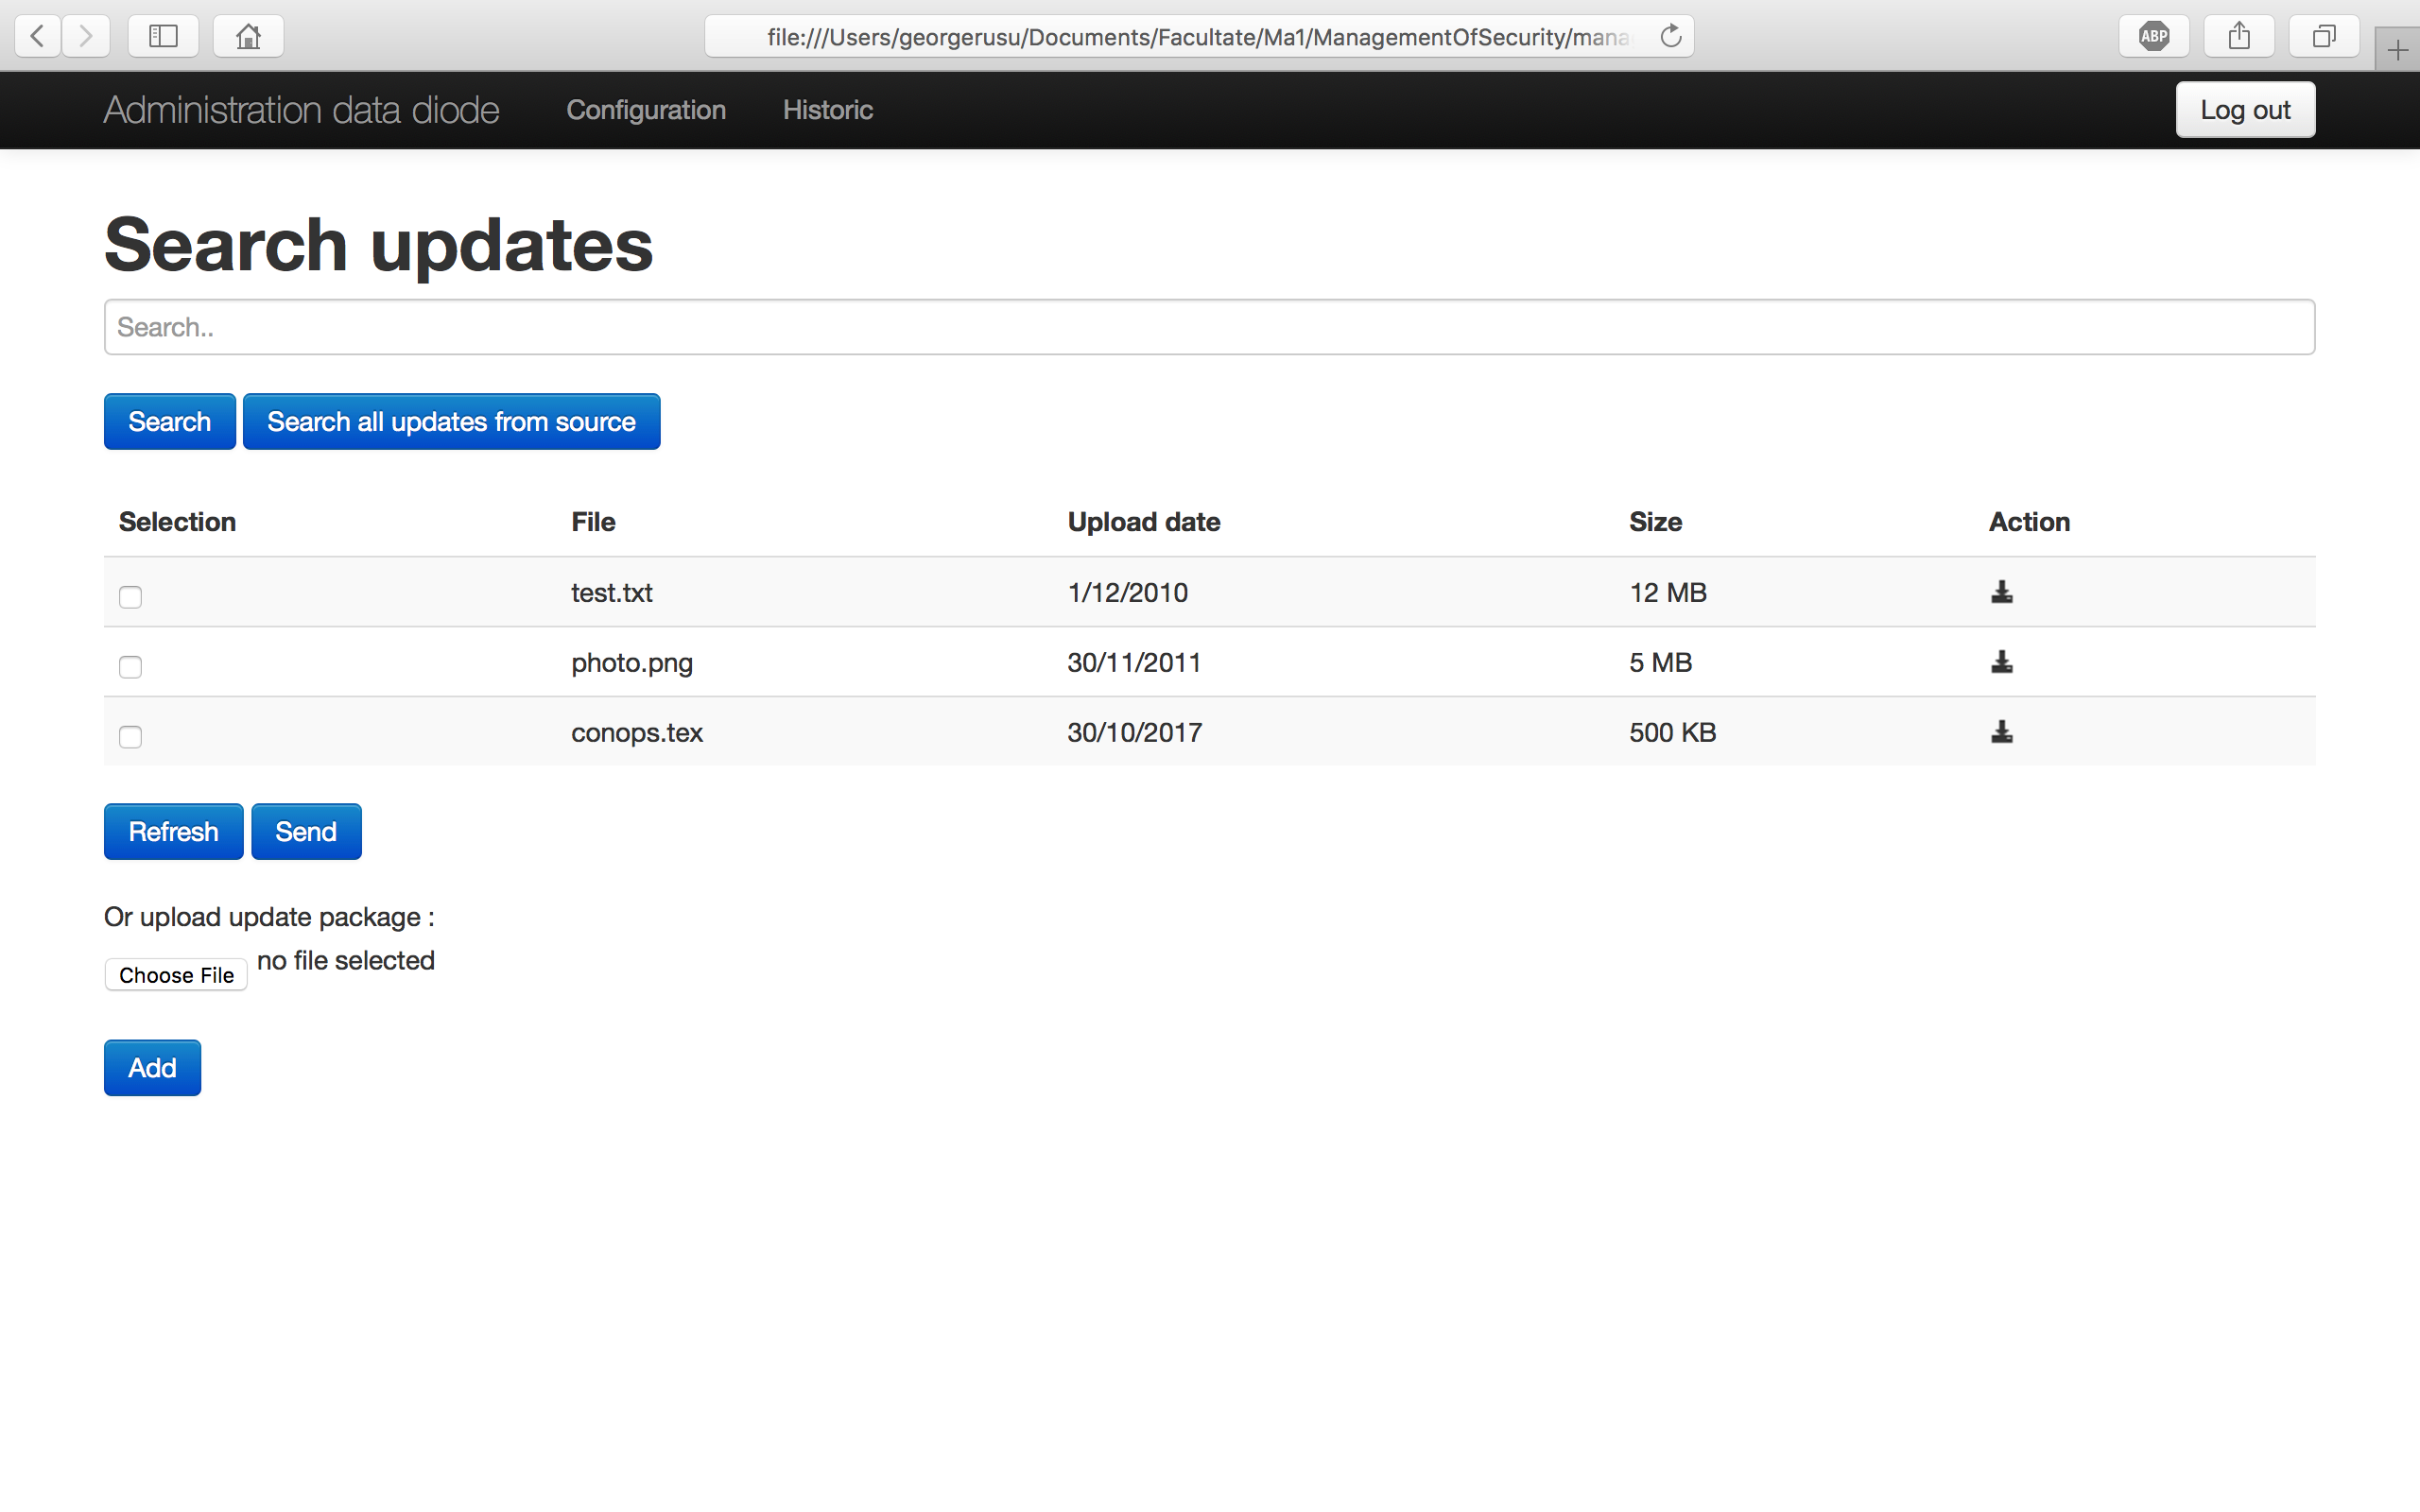 file:///Users/georgerusu/Documents/Facultate/Ma1/ManagementOfSecurity/mana
ABP
Administration data diode Configuration Historic Log out
Search updates
Search..
Search Search all updates from source
Selection File Upload date Size Action
test.txt 1/12/2010 12 MB
photo.png 30/11/2011 5 MB
conops.tex 30/10/2017 500 KB
Refresh Send
Or upload update package :
Choose File no file selected
Add